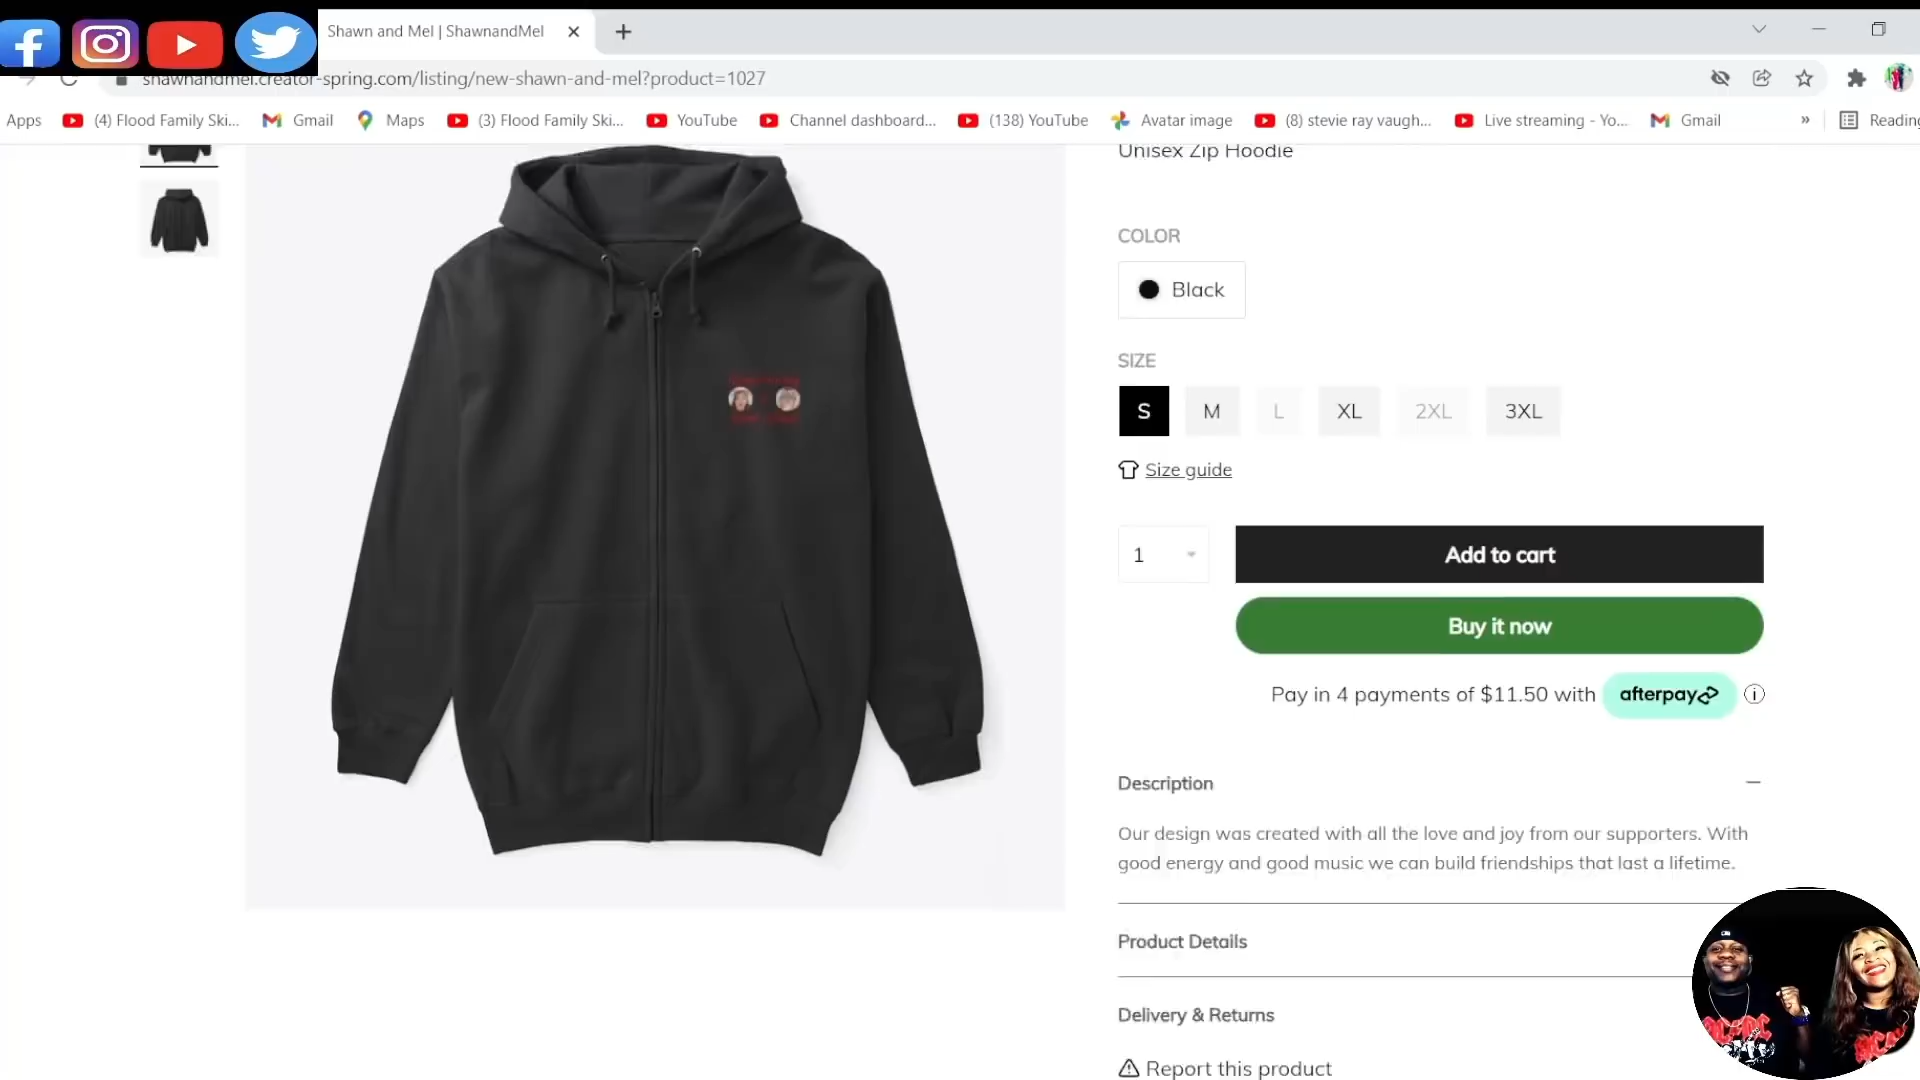 Shawn and Mel | ShawnandMel
shawnandmel.creator-spring.com/listing/new-shawn-and-mel?product=1027
Apps (4) Flood Family Ski... Gmail Maps (3) Flood Family Ski... YouTube Channel dashboard... (138) YouTube Avatar image (8) stevie ray vaugh... Live streaming - Yo... Gmail » Reading
Unisex Zip Hoodie
COLOR
Black
SIZE
S M L XL 2XL 3XL
Size guide
1 Add to cart
Buy it now
Pay in 4 payments of $11.50 with afterpay
Description
Our design was created with all the love and joy from our supporters. With
good energy and good music we can build friendships that last a lifetime.
Product Details
Delivery & Returns
Report this product